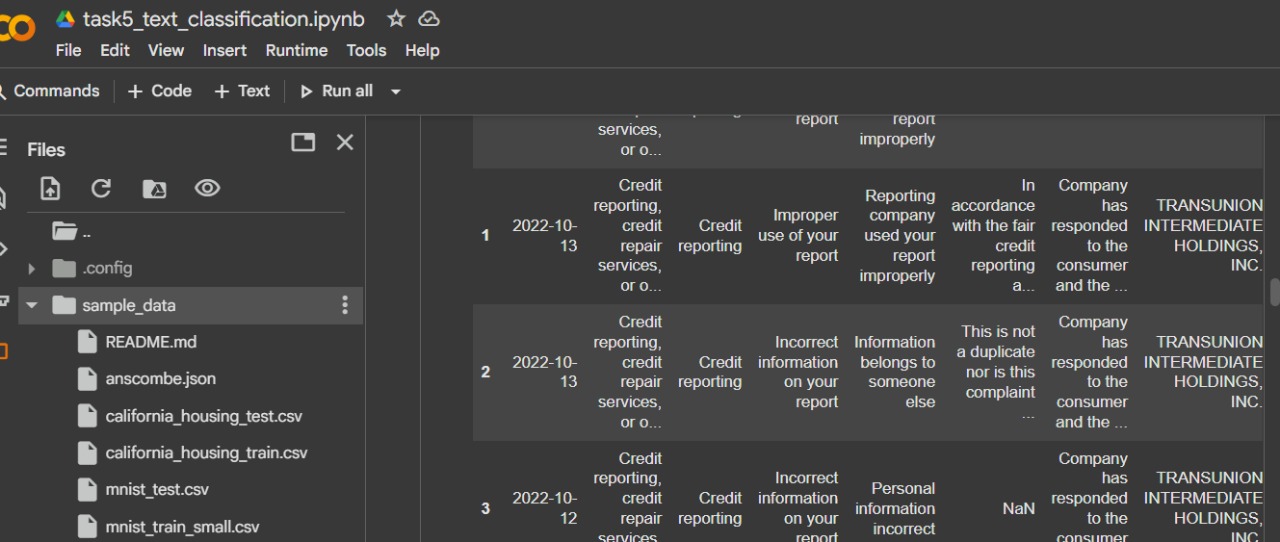 task5_text_classification.ipynb
File Edit View Insert Runtime Tools Help
Commands + Code + Text Run all
Files
..
.config
sample_data
README.md
anscombe.json
california_housing_test.csv
california_housing_train.csv
mnist_test.csv
mnist_train_small.csv
services,
or o...
report
report
improperly
1
2022-10-
13
Credit
reporting,
credit
repair
services,
or o...
Credit
reporting
Improper
use of your
report
Reporting
company
used your
report
improperly
In
accordance
with the fair
credit
reporting
a...
Company
has
responded
to the
consumer
and the ...
TRANSUNION
INTERMEDIATE
HOLDINGS,
INC.
2
2022-10-
13
Credit
reporting,
credit
repair
services,
or o...
Credit
reporting
Incorrect
information
on your
report
Information
belongs to
someone
else
This is not
a duplicate
nor is this
complaint
...
Company
has
responded
to the
consumer
and the ...
TRANSUNION
INTERMEDIATE
HOLDINGS,
INC.
3
2022-10-
12
Credit
reporting,
credit
repair
services,
Credit
reporting
Incorrect
information
on your
report
Personal
information
incorrect
NaN
Company
has
responded
to the
consumer
TRANSUNION
INTERMEDIATE
HOLDINGS,
INC.